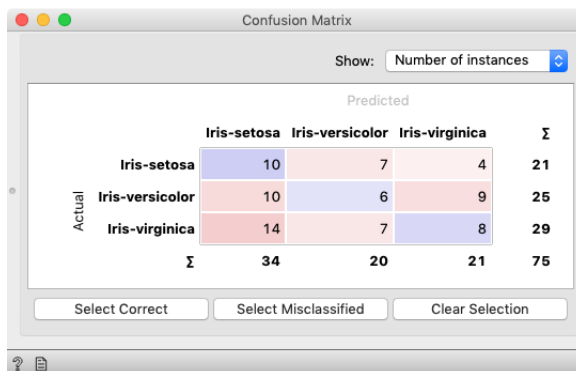 Confusion Matrix
Show: Number of instances
Predicted
Iris-setosa Iris-versicolor Iris-virginica Σ
Iris-setosa 10 7 4 21
Actual
Iris-versicolor 10 6 9 25
Iris-virginica 14 7 8 29
Σ 34 20 21 75
Select Correct Select Misclassified Clear Selection
?